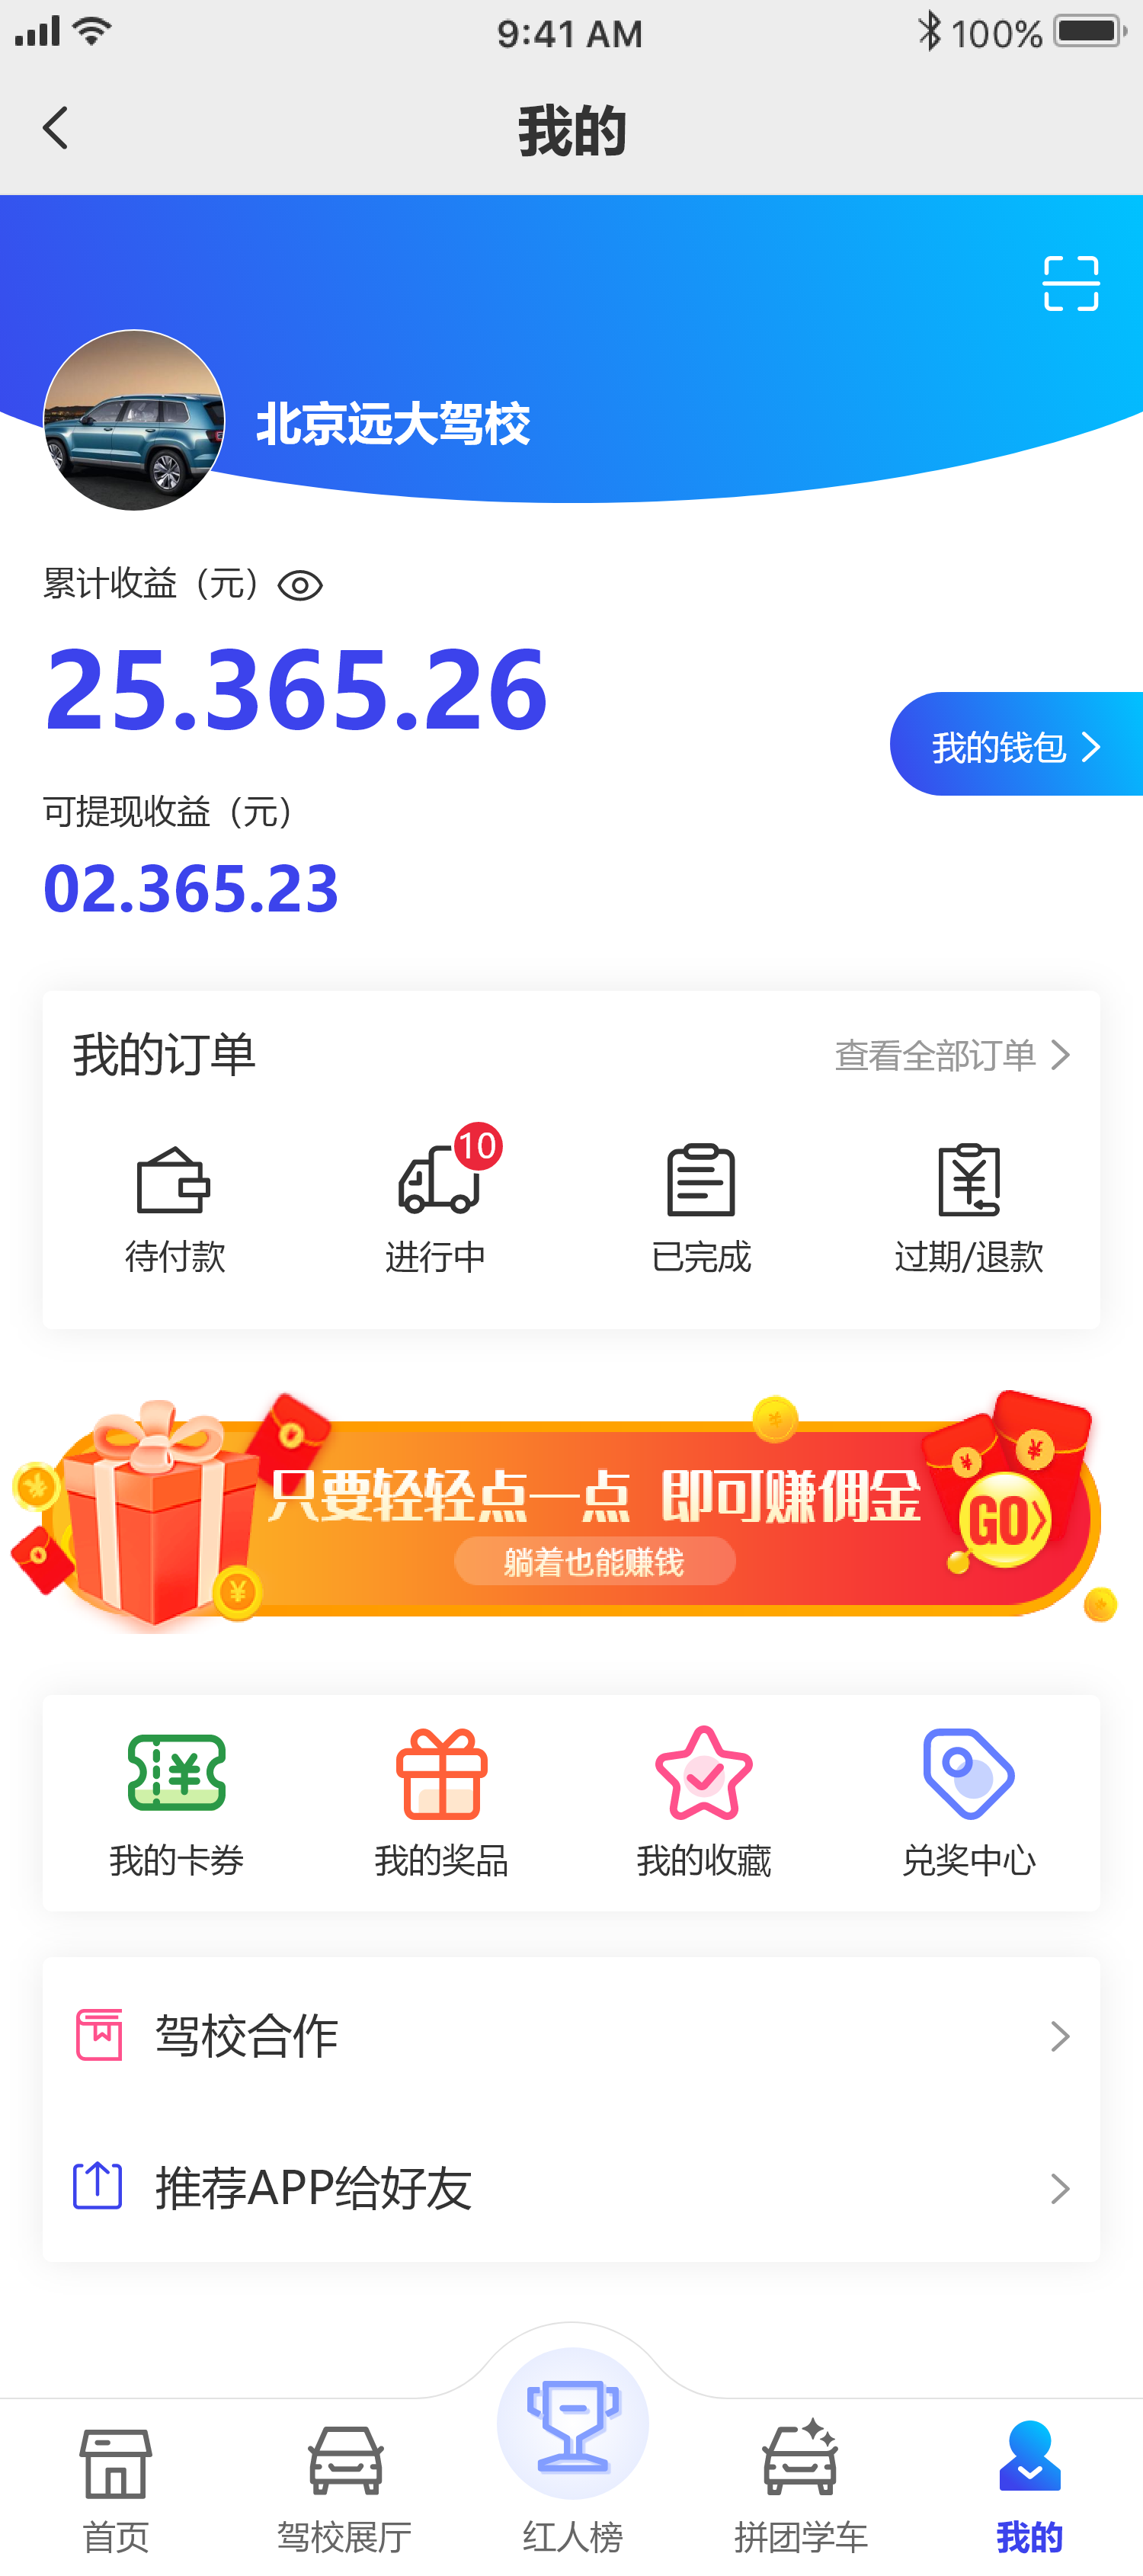 9:41 AM 100%
我的
北京远大驾校
累计收益（元）
25.365.26
我的钱包
可提现收益（元）
02.365.23
我的订单 查看全部订单
10
待付款 进行中 已完成 过期/退款
只要轻轻点一点 即可赚佣金
GO
躺着也能赚钱
我的卡券 我的奖品 我的收藏 兑奖中心
驾校合作
推荐APP给好友
首页 驾校展厅 红人榜 拼团学车 我的